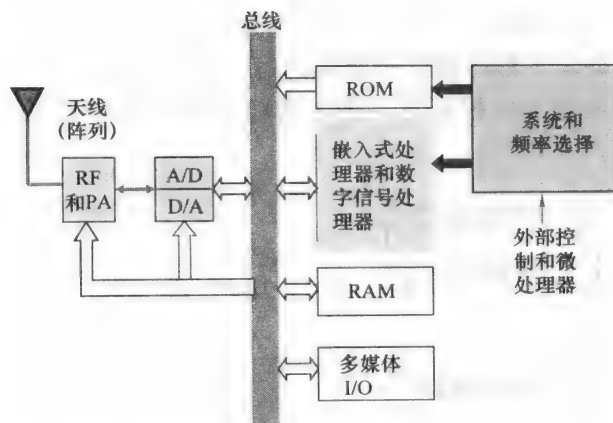 总线
天线
(阵列)
RF
和PA
A/D
D/A
ROM
嵌入式处
理器和数
字信号处
理器
RAM
多媒体
I/O
系统和
频率选择
外部控
制和微
处理器